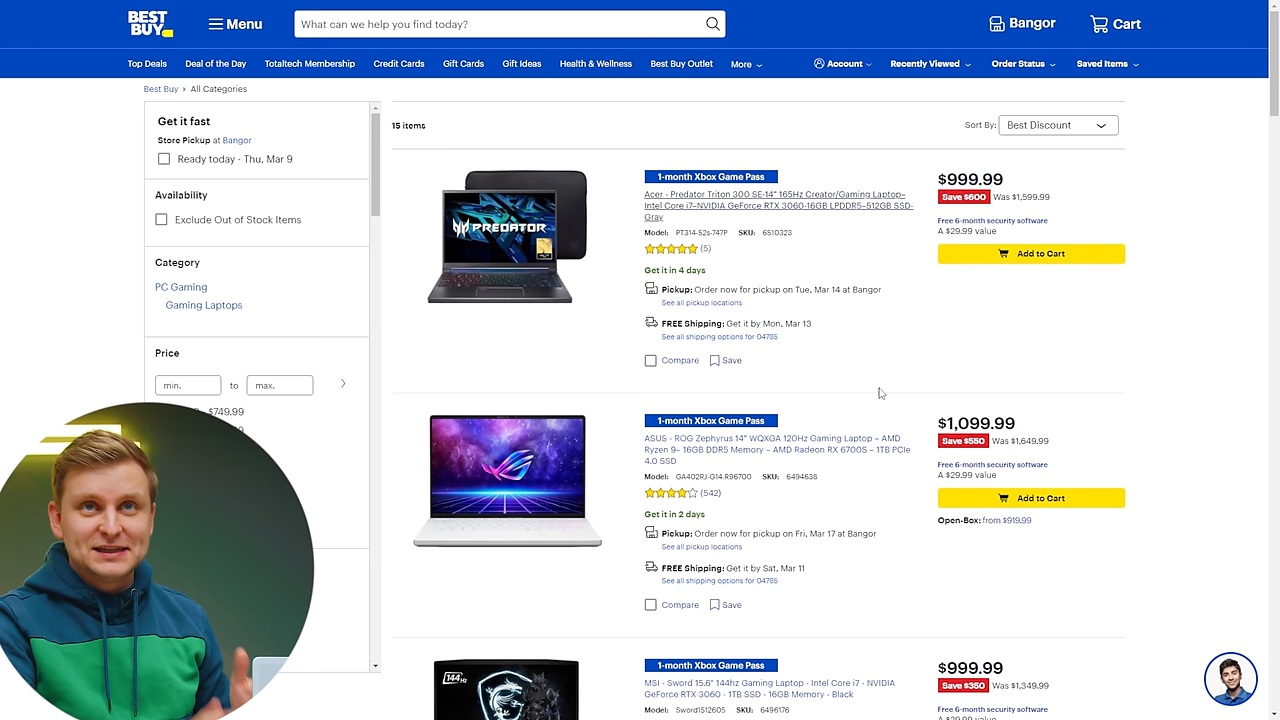 BEST BUY
Menu
What can we help you find today?
Bangor
Cart
Top Deals
Deal of the Day
Totaltech Membership
Credit Cards
Gift Cards
Gift Ideas
Health & Wellness
Best Buy Outlet
More
Account
Recently Viewed
Order Status
Saved Items
Best Buy
All Categories
Get it fast
Store Pickup at Bangor
Ready today - Thu, Mar 9
Availability
Exclude Out of Stock Items
Category
PC Gaming
Gaming Laptops
Price
min.
to
max.
$749.99
15 items
Sort By:
Best Discount
PREDATOR
1-month Xbox Game Pass
Acer - Predator Triton 300 SE-14" 165Hz Creator/Gaming Laptop–
Intel Core i7–NVIDIA GeForce RTX 3060-16GB LPDDR5–512GB SSD-
Gray
Model: PT314-52s-747P SKU: 6510323
(5)
Get it in 4 days
Pickup: Order now for pickup on Tue, Mar 14 at Bangor
See all pickup locations
FREE Shipping: Get it by Mon, Mar 13
See all shipping options for 04785
Compare
Save
$999.99
Save $600 Was $1,599.99
Free 6-month security software
A $29.99 value
Add to Cart
1-month Xbox Game Pass
ASUS - ROG Zephyrus 14" WQXGA 120Hz Gaming Laptop – AMD
Ryzen 9– 16GB DDR5 Memory – AMD Radeon RX 6700S – 1TB PCIe
4.0 SSD
Model: GA402RJ-G14.R96700 SKU: 6494638
(542)
Get it in 2 days
Pickup: Order now for pickup on Fri, Mar 17 at Bangor
See all pickup locations
FREE Shipping: Get it by Sat, Mar 11
See all shipping options for 04785
Compare
Save
$1,099.99
Save $550 Was $1,649.99
Free 6-month security software
A $29.99 value
Add to Cart
Open-Box: from $919.99
144Hz
1-month Xbox Game Pass
MSI - Sword 15.6" 144hz Gaming Laptop - Intel Core i7 - NVIDIA
GeForce RTX 3060 - 1TB SSD - 16GB Memory - Black
Model: Sword1512605 SKU: 6496176
$999.99
Save $350 Was $1,349.99
Free 6-month security software
A $29.99 value